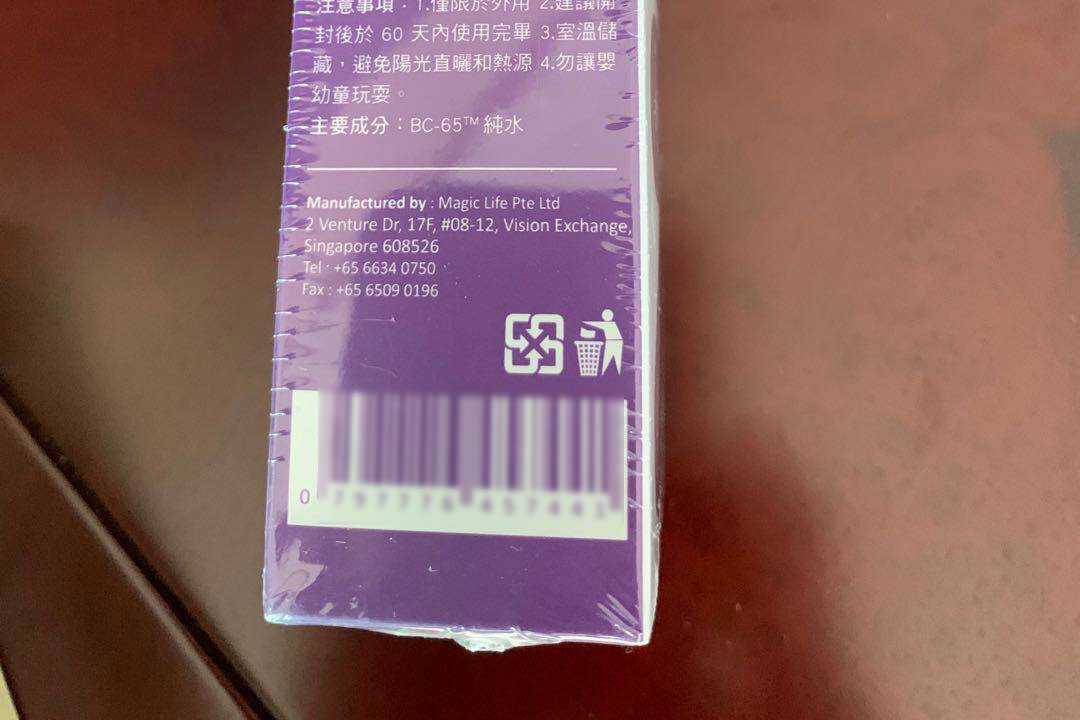 注意事項：1.僅限於外用 2.建議開
封後於 60 天內使用完畢 3.室溫儲
藏，避免陽光直曬和熱源 4.勿讓嬰
幼童玩耍。
主要成分：BC-65™ 純水
Manufactured by : Magic Life Pte Ltd
2 Venture Dr, 17F, #08-12, Vision Exchange,
Singapore 608526
Tel : +65 6634 0750
Fax : +65 6509 0196
0